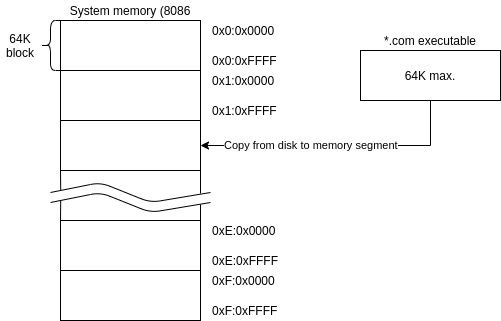 System memory (8086
64K
block
0x0:0x0000
0x0:0xFFFF
0x1:0x0000
0x1:0xFFFF
*.com executable
64K max.
Copy from disk to memory segment
0xE:0x0000
0xE:0xFFFF
0xF:0x0000
0xF:0xFFFF